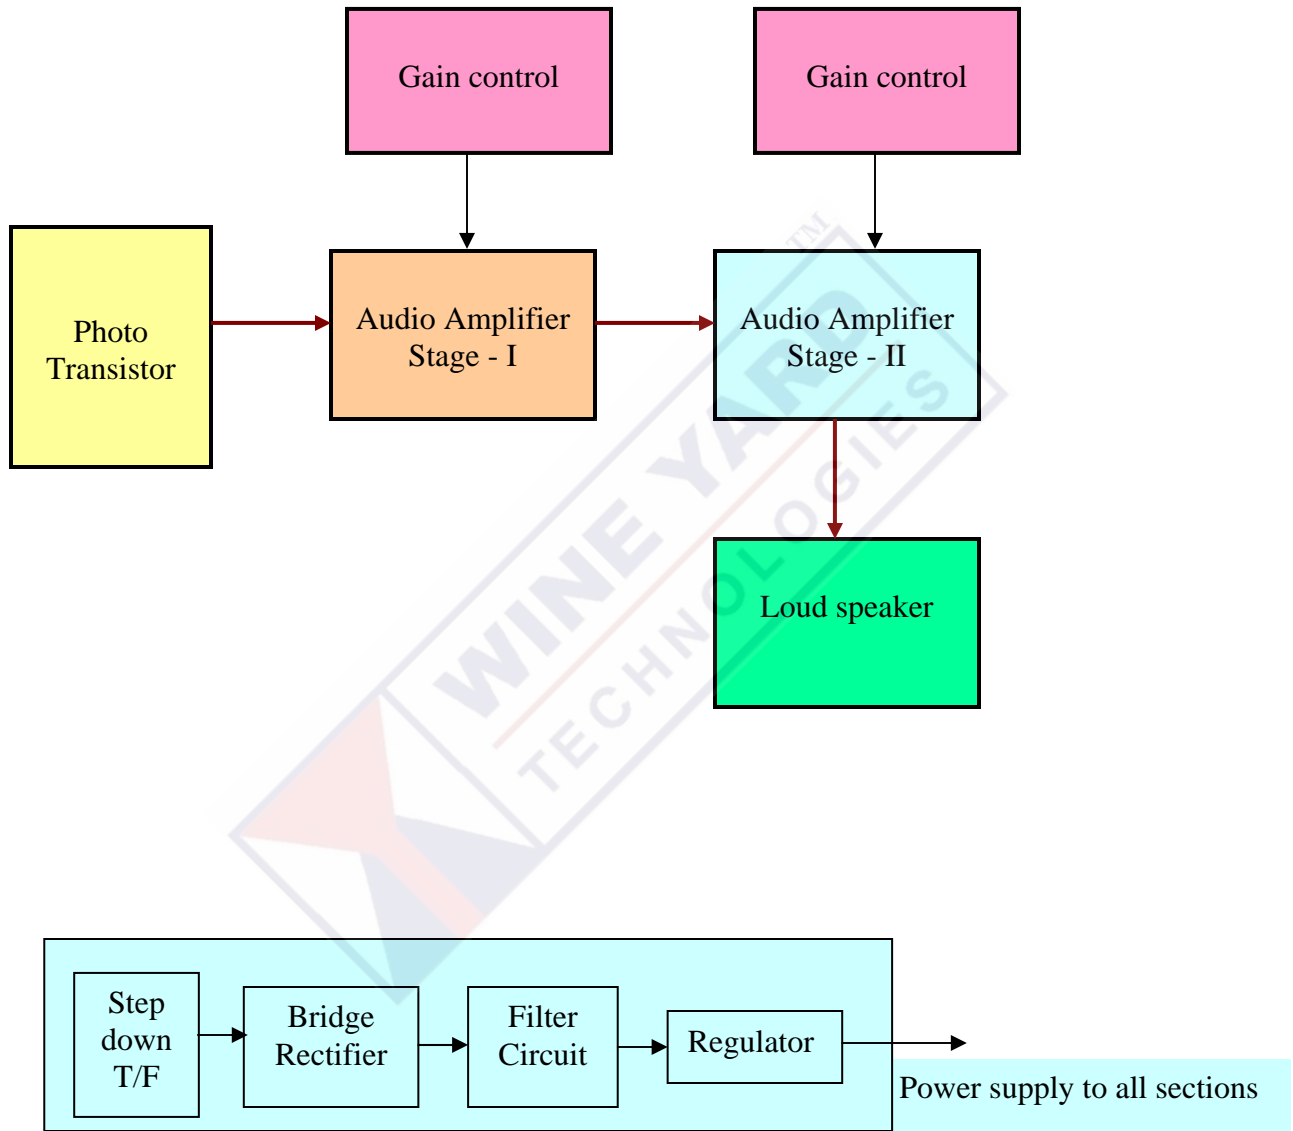 Gain control
Gain control
Photo
Transistor
Audio Amplifier
Stage - I
Audio Amplifier
Stage - II
Loud speaker
WINE YARD
TECHNOLOGIES
TM
Step
down
T/F
Bridge
Rectifier
Filter
Circuit
Regulator
Power supply to all sections